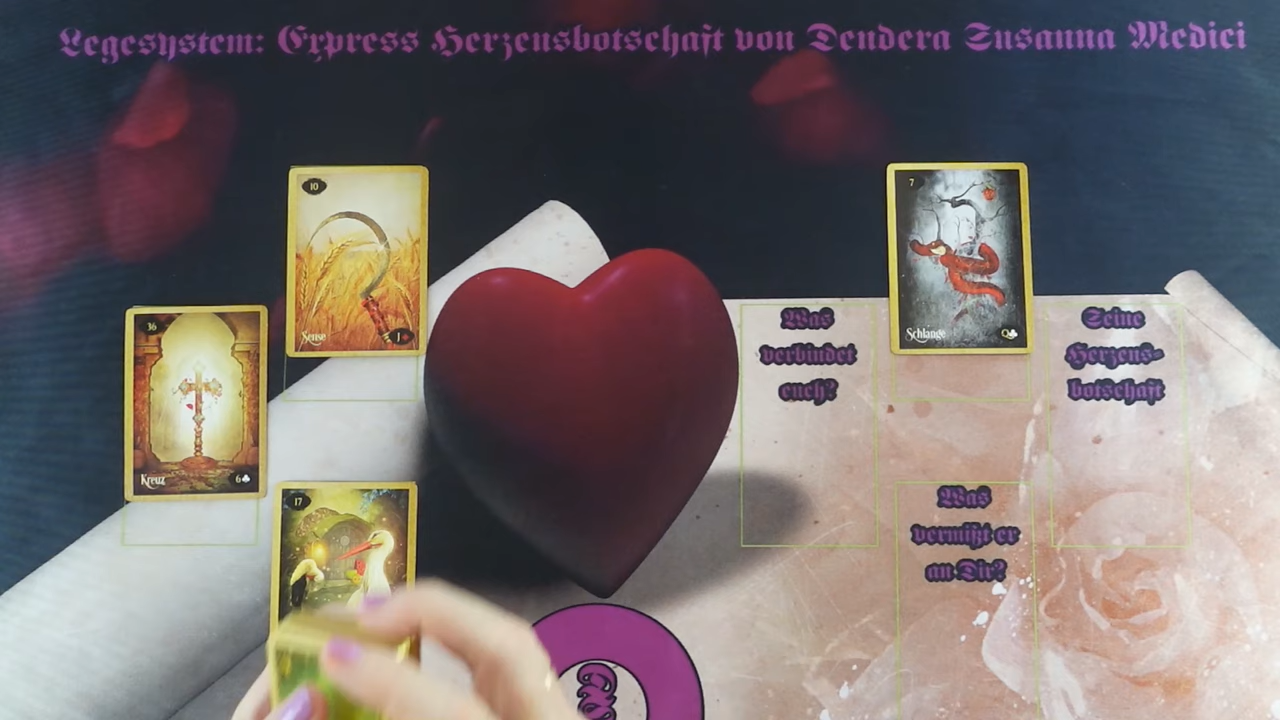 Legesystem: Express Herzensbotschaft von Dendera Susanna Medici
10
Sense
J
36
Kreuz
6♣
17
7
Schlange
Q♣
Was
verbindet
euch?
Seine
Herzens-
botschaft
Was
vermißt er
an Dir?